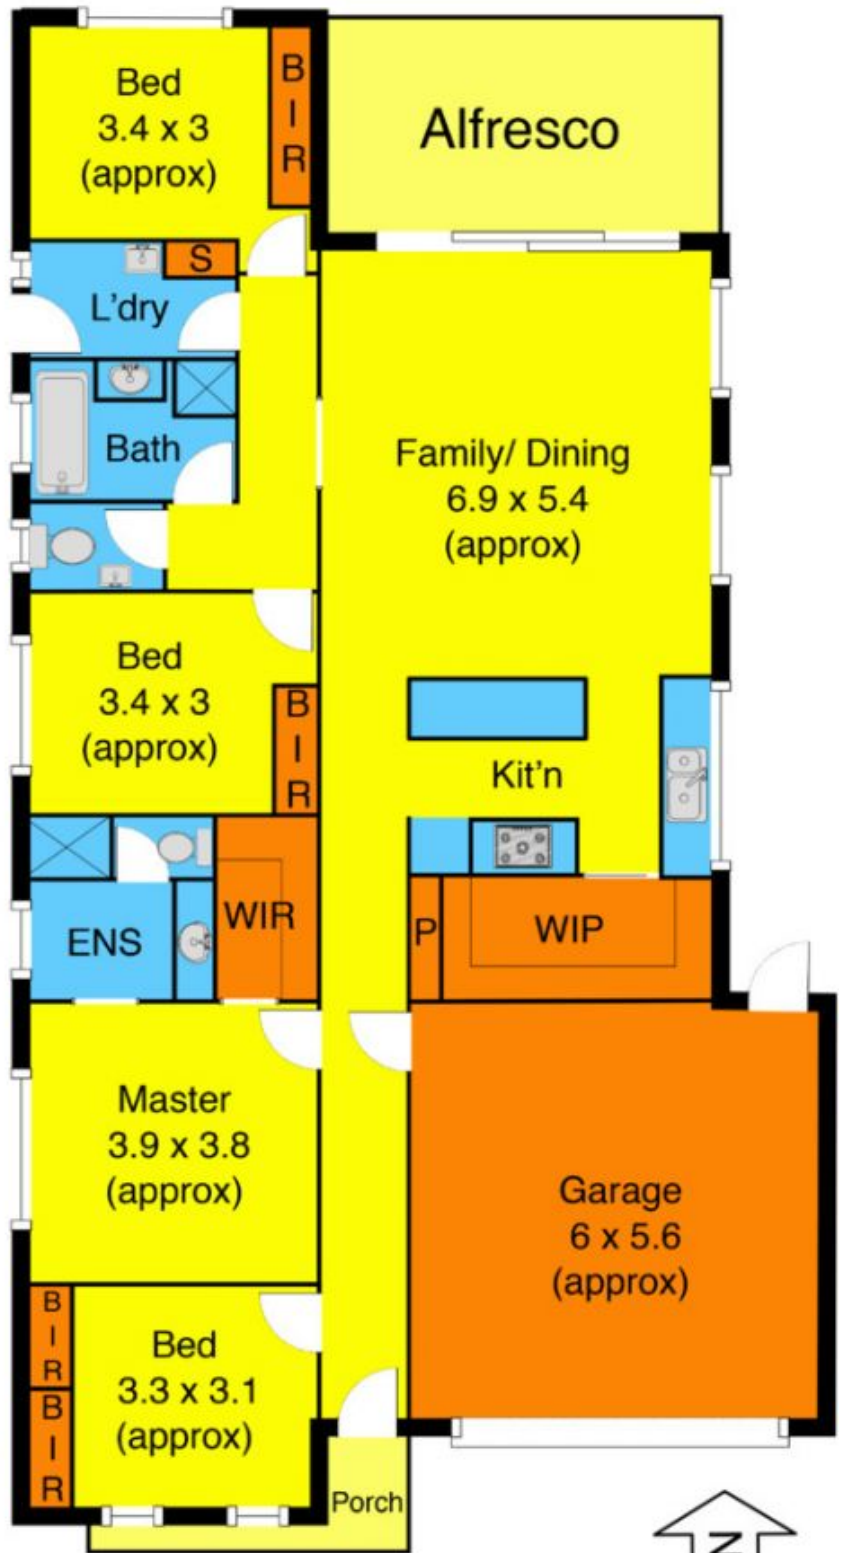 Bed
3.4 x 3
(approx)
B
I
R
Alfresco
S
L'dry
Bath
Family/ Dining
6.9 x 5.4
(approx)
Bed
3.4 x 3
(approx)
B
I
R
Kit'n
WIR
ENS
P
WIP
Master
3.9 x 3.8
(approx)
Garage
6 x 5.6
(approx)
B
I
R
B
I
R
Bed
3.3 x 3.1
(approx)
Porch
N